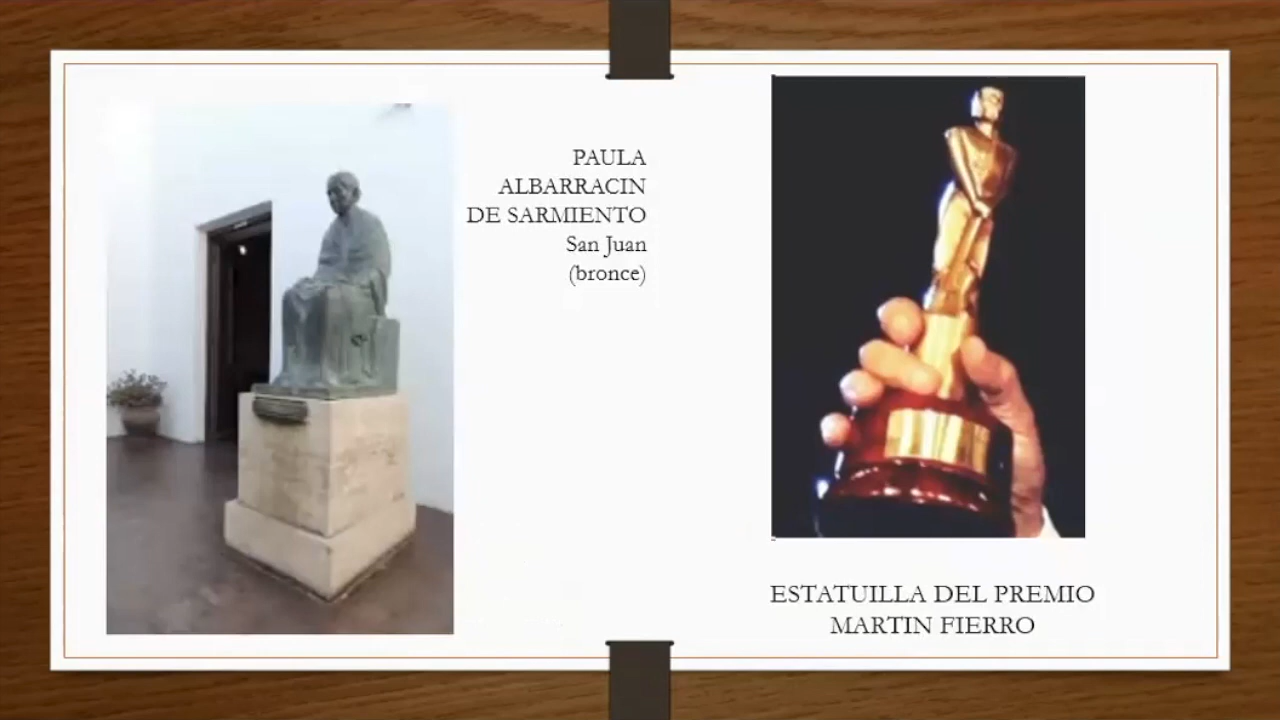 PAULA
ALBARRACIN
DE SARMIENTO
San Juan
(bronce)
ESTATUILLA DEL PREMIO
MARTIN FIERRO